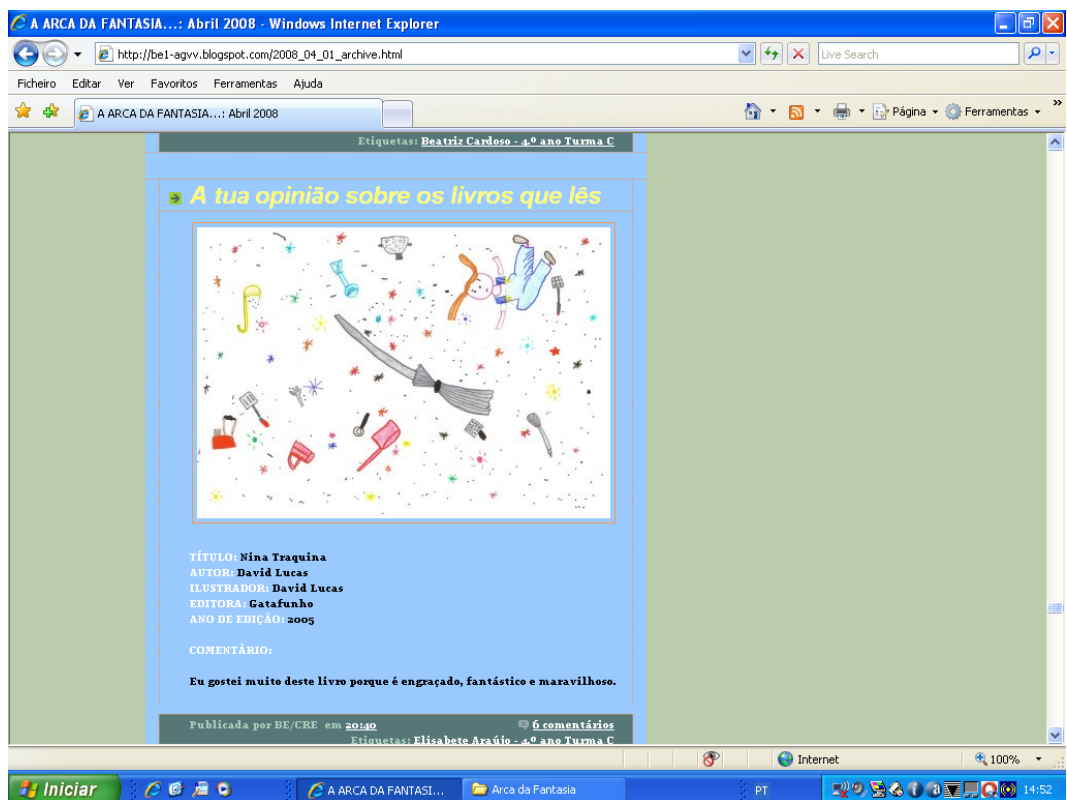 A ARCA DA FANTASIA...: Abril 2008 - Windows Internet Explorer
http://be1-agvv.blogspot.com/2008_04_01_archive.html
Live Search
Ficheiro Editar Ver Favoritos Ferramentas Ajuda
A ARCA DA FANTASIA...: Abril 2008
Página
Ferramentas
Etiquetas: Beatriz Cardoso - 4.º ano Turma C
A tua opinião sobre os livros que lês
TÍTULO: Nina Traquina
AUTOR: David Lucas
ILUSTRADOR: David Lucas
EDITORA: Gatafunho
ANO DE EDIÇÃO: 2005
COMENTÀRIO:
Eu gostei muito deste livro porque é engraçado, fantástico e maravilhoso.
Publicada por BE/CRE em 20:40 6 comentários
Etiquetas: Elisabete Araújo - 4.º ano Turma C
Internet
100%
Iniciar
A ARCA DA FANTASI...
Arca da Fantasia
PT
14:52